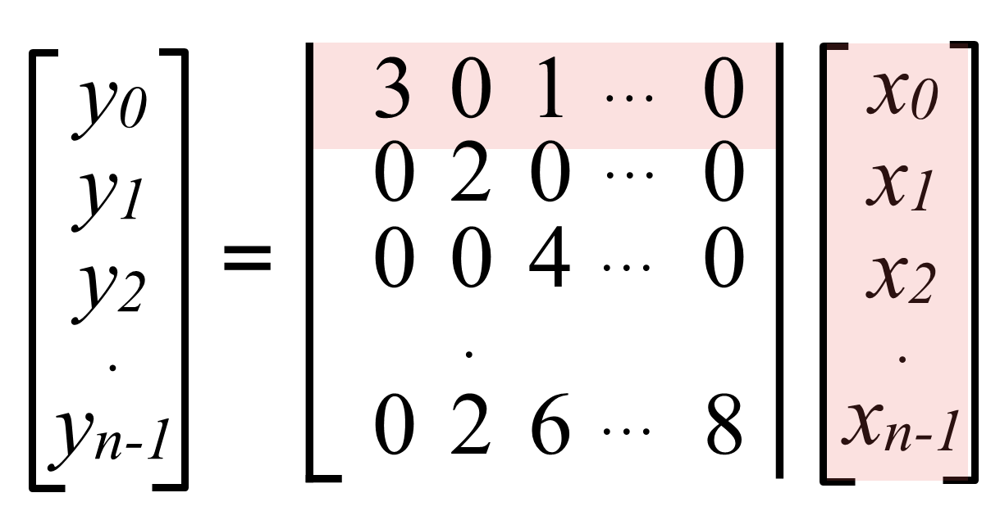 y0 3 0 1 ... 0 x0
y1 0 2 0 ... 0 x1
y2 = 0 0 4 ... 0 x2
. . .
yn-1 0 2 6 ... 8 xn-1